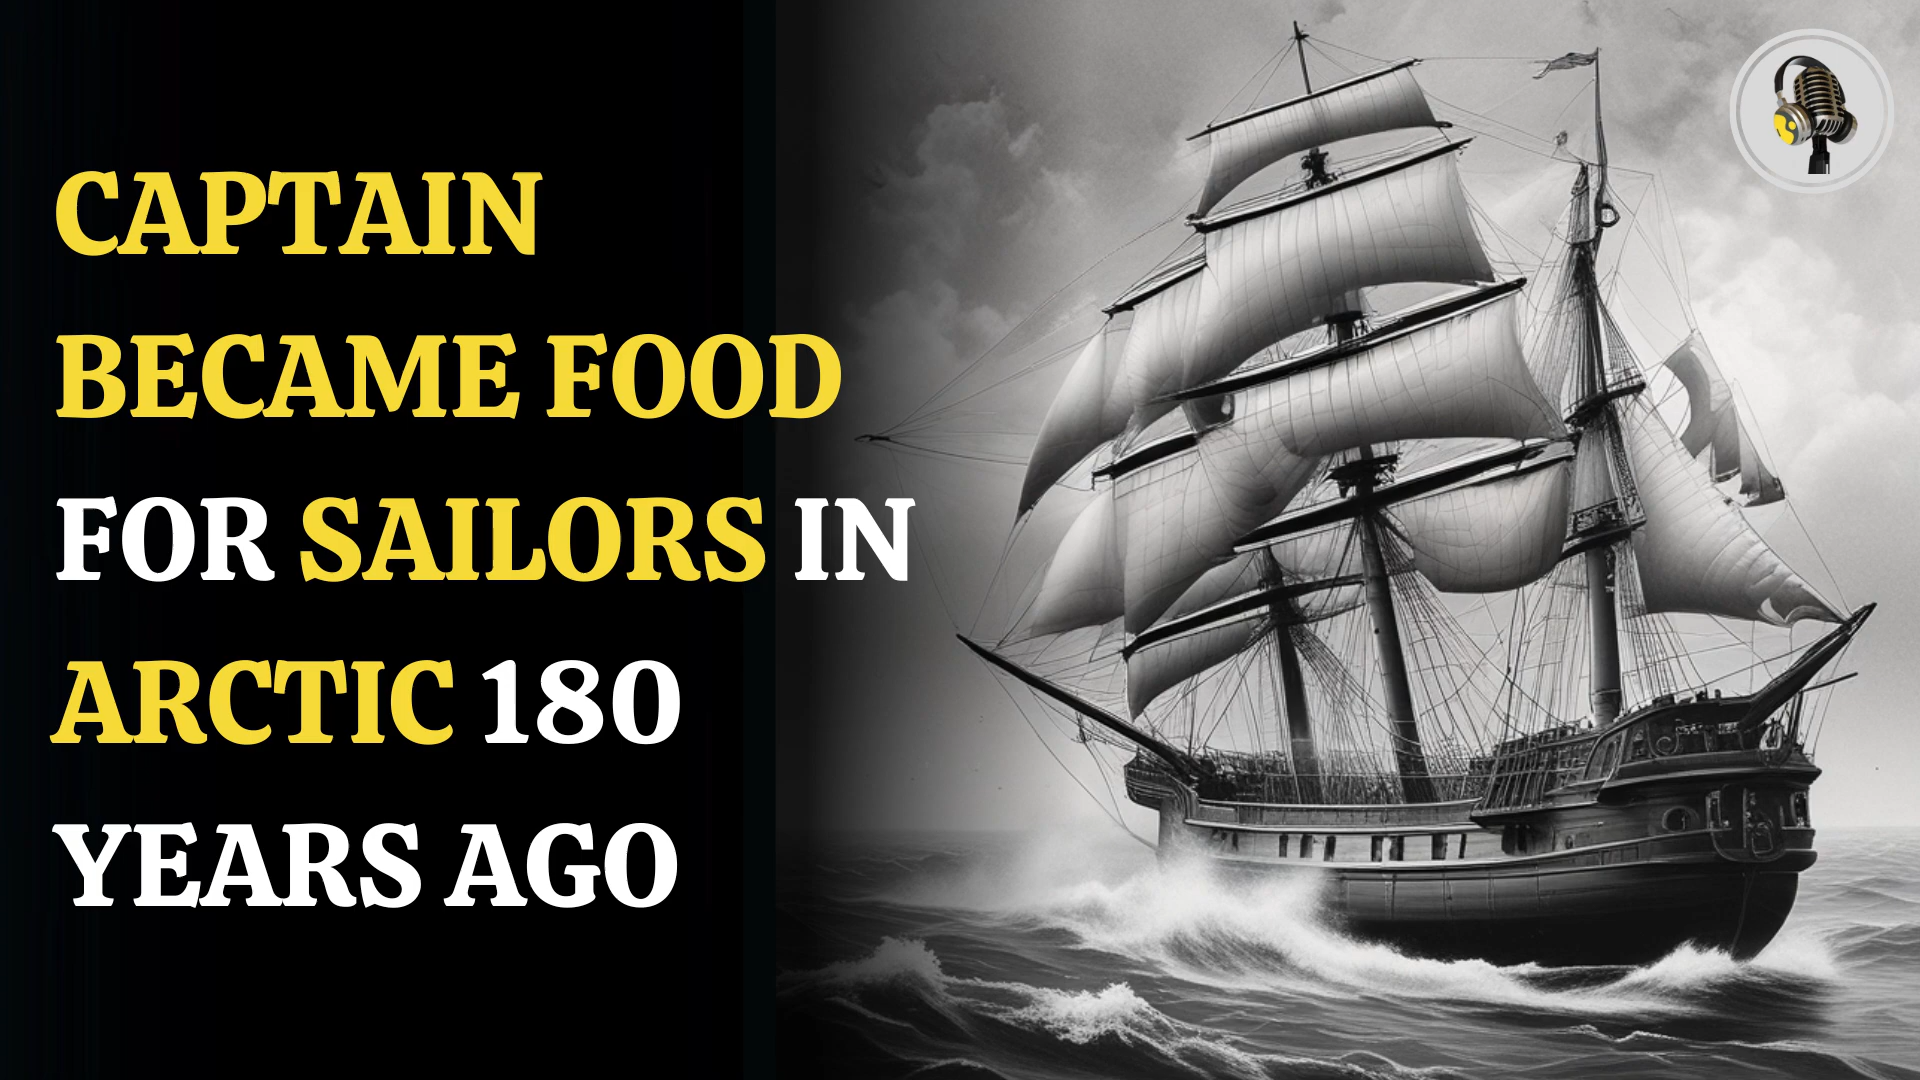 CAPTAIN
BECAME FOOD
FOR SAILORS IN
ARCTIC 180
YEARS AGO